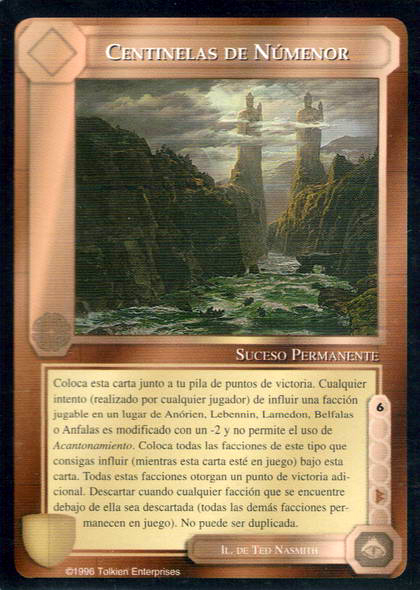 CENTINELAS DE NÚMENOR
SUCESO PERMANENTE
Coloca esta carta junto a tu pila de puntos de victoria. Cualquier
intento (realizado por cualquier jugador) de influir una facción
jugable en un lugar de Anórien, Lebennin, Lamedon, Belfalas
o Anfalas es modificado con un -2 y no permite el uso de
Acantonamiento. Coloca todas las facciones de este tipo que
consigas influir (mientras esta carta esté en juego) bajo esta
carta. Todas estas facciones otorgan un punto de victoria adi-
cional. Descartar cuando cualquier facción que se encuentre
debajo de ella sea descartada (todas las demás facciones per-
manecen en juego). No puede ser duplicada.
6
IL. DE TED NASMITH
©1996 Tolkien Enterprises